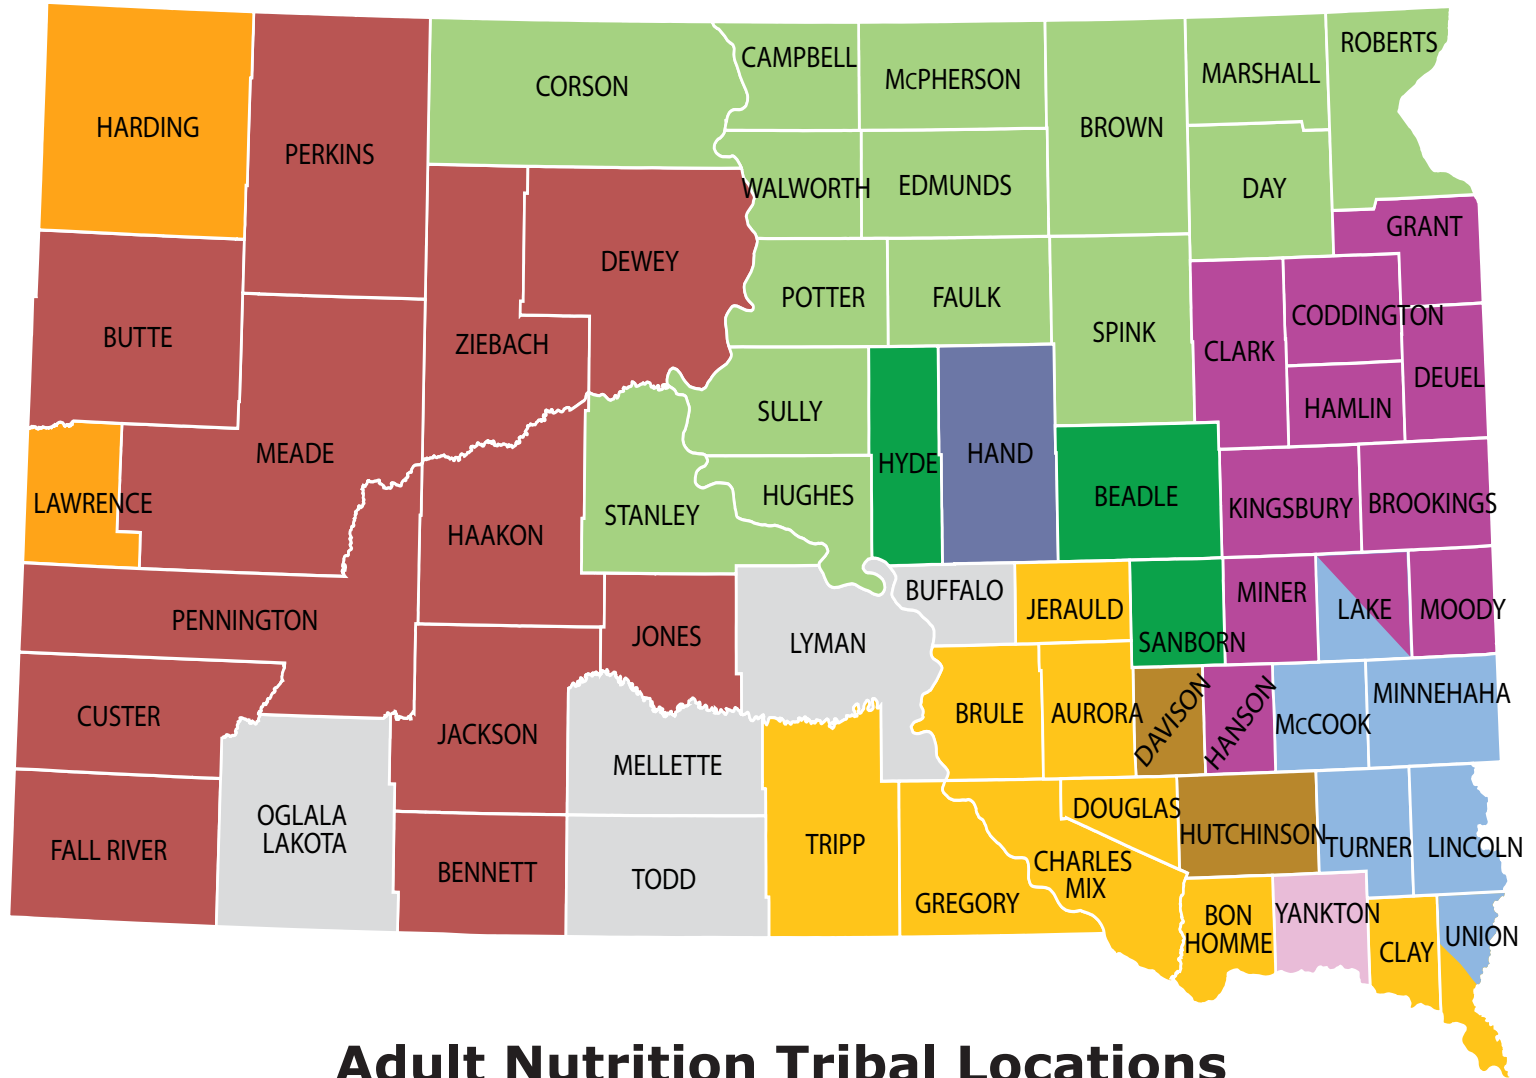 ROBERTS
CAMPBELL
McPHERSON
MARSHALL
CORSON
HARDING
BROWN
PERKINS
WALWORTH
EDMUNDS
DAY
GRANT
DEWEY
POTTER
FAULK
CODDINGTON
SPINK
BUTTE
ZIEBACH
CLARK
DEUEL
HAMLIN
SULLY
MEADE
HAND
HYDE
LAWRENCE
HUGHES
BEADLE
BROOKINGS
KINGSBURY
STANLEY
HAAKON
BUFFALO
MINER
JERAULD
LAKE
MOODY
PENNINGTON
JONES
LYMAN
SANBORN
MINNEHAHA
CUSTER
BRULE
AURORA
DAVISON
HANSON
McCOOK
JACKSON
MELLETTE
DOUGLAS
OGLALA
LAKOTA
HUTCHINSON
TRIPP
TURNER
LINCOLN
FALL RIVER
CHARLES
MIX
BENNETT
TODD
GREGORY
BON
HOMME
YANKTON
UNION
CLAY
Adult Nutrition Tribal Locations